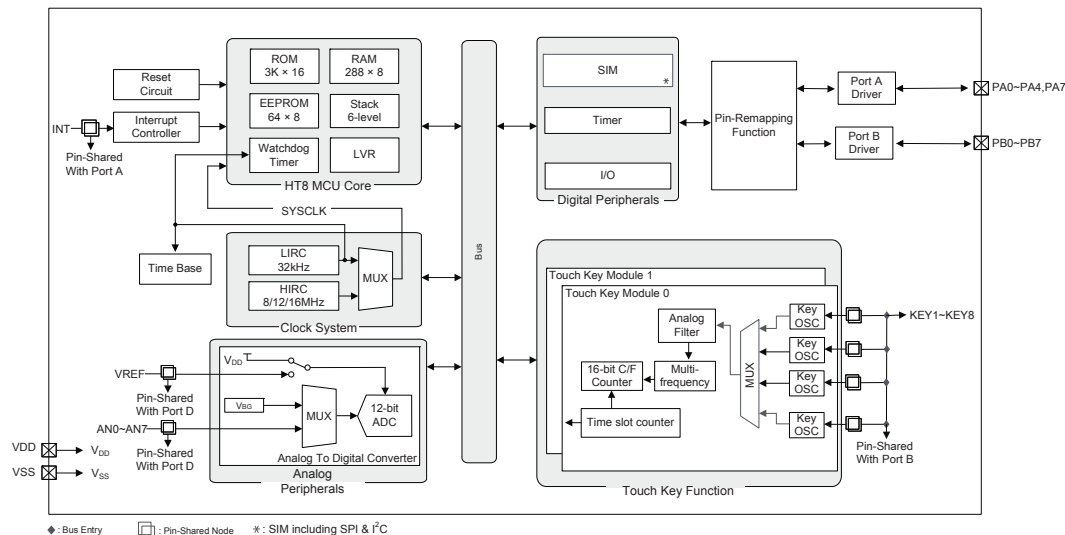 ROM
3K × 16
RAM
288 × 8
EEPROM
64 × 8
Stack
6-level
Watchdog
Timer
LVR
HT8 MCU Core
Reset
Circuit
INT
Interrupt
Controller
Pin-Shared
With Port A
SYSCLK
Time Base
LIRC
32kHz
HIRC
8/12/16MHz
MUX
Clock System
VDD
VREF
Pin-Shared
With Port D
VBG
AN0~AN7
Pin-Shared
With Port D
MUX
12-bit
ADC
Analog To Digital Converter
Analog
Peripherals
VDD
VDD
VSS
VSS
Bus
SIM
*
Timer
I/O
Digital Peripherals
Pin-Remapping
Function
Port A
Driver
PA0~PA4,PA7
Port B
Driver
PB0~PB7
Touch Key Module 1
Touch Key Module 0
Analog
Filter
16-bit C/F
Counter
Multi-
frequency
Time slot counter
MUX
Key
OSC
Key
OSC
Key
OSC
Key
OSC
KEY1~KEY8
Pin-Shared
With Port B
Touch Key Function
: Bus Entry
: Pin-Shared Node
* : SIM including SPI & I²C